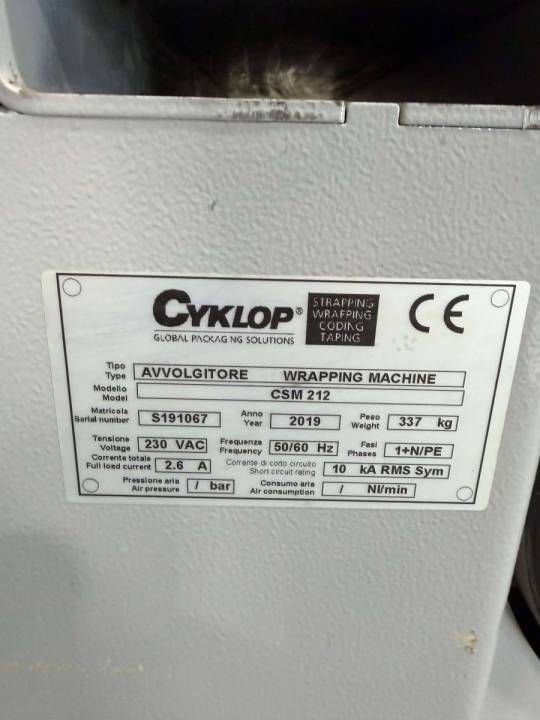 CYKLOP®
GLOBAL PACKAGING SOLUTIONS
STRAPPING
WRAPPING
CODING
TAPING
CE
Tipo
Type
AVVOLGITORE WRAPPING MACHINE
Modello
Model
CSM 212
Matricola
Serial number
S191067
Anno
Year
2019
Peso
Weight
337 kg
Tensione
Voltage
230 VAC
Frequenza
Frequency
50/60 Hz
Fasi
Phases
1+N/PE
Corrente totale
Full load current
2.6 A
Corrente di corto circuito
Short circuit rating
10 kA RMS Sym
Pressione aria
Air pressure
/ bar
Consumo aria
Air consumption
/ Nl/min